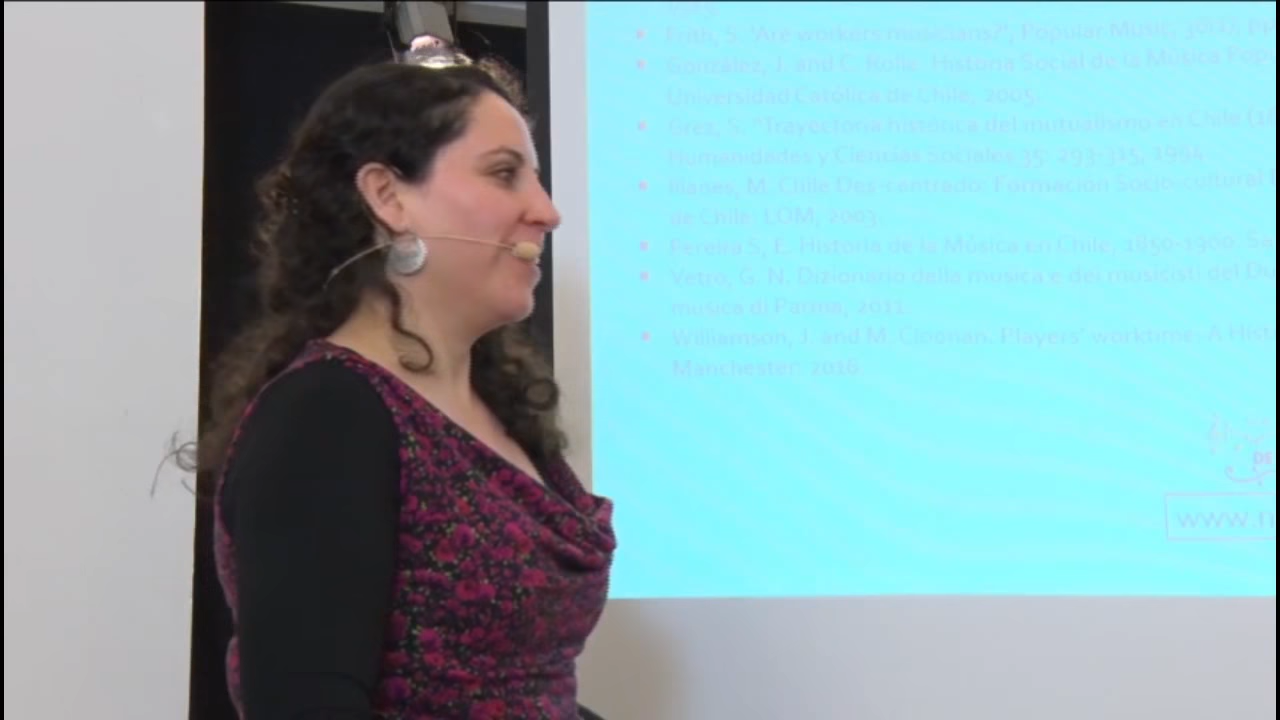 Frith, S. 'Are workers musicians?', Popular Music, 36(2),
González, J. and C. Rolle. Historia Social de la Música
Universidad Católica de Chile, 2005.
Grez, S. "Trayectoria histórica del mutualismo en Chile
Humanidades y Ciencias Sociales 35: 293-315, 1994
Illanes, M. Chile Des-centrado: Formación Socio-cultural
de Chile: LOM, 2003.
Pereira S, E. Historia de la Música en Chile, 1850-1900.
Vetro, G. N. Dizionario della musica e dei musicisti del
musica di Parma, 2011.
Williamson, J. and M. Cloonan. Players' worktime: A
Manchester: 2016
DE